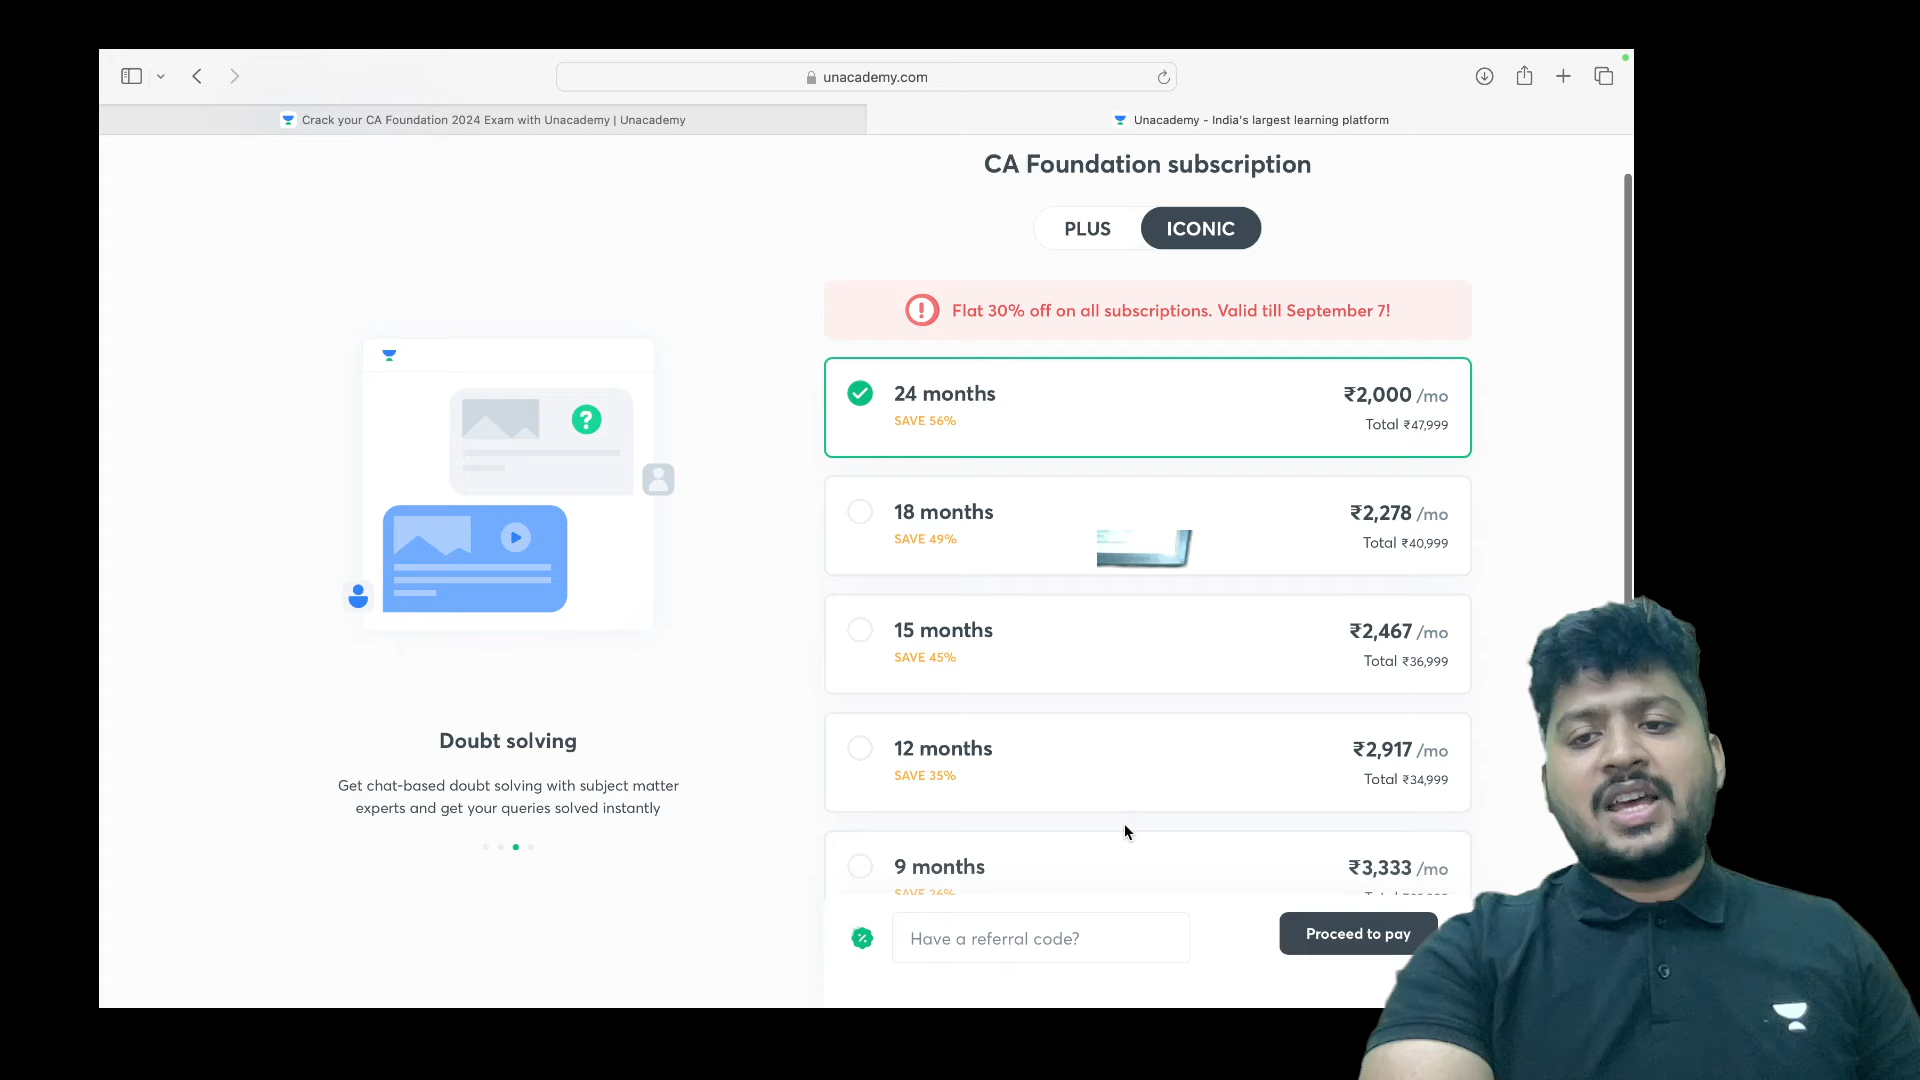 unacademy.com
Crack your CA Foundation 2024 Exam with Unacademy | Unacademy
Unacademy - India's largest learning platform
CA Foundation subscription
PLUS
ICONIC
Flat 30% off on all subscriptions. Valid till September 7!
24 months
₹2,000 /mo
SAVE 56%
Total ₹47,999
18 months
₹2,278 /mo
SAVE 49%
Total ₹40,999
15 months
₹2,467 /mo
SAVE 45%
Total ₹36,999
12 months
₹2,917 /mo
SAVE 35%
Total ₹34,999
9 months
₹3,333 /mo
SAVE 26%
Doubt solving
Get chat-based doubt solving with subject matter
experts and get your queries solved instantly
Have a referral code?
Proceed to pay